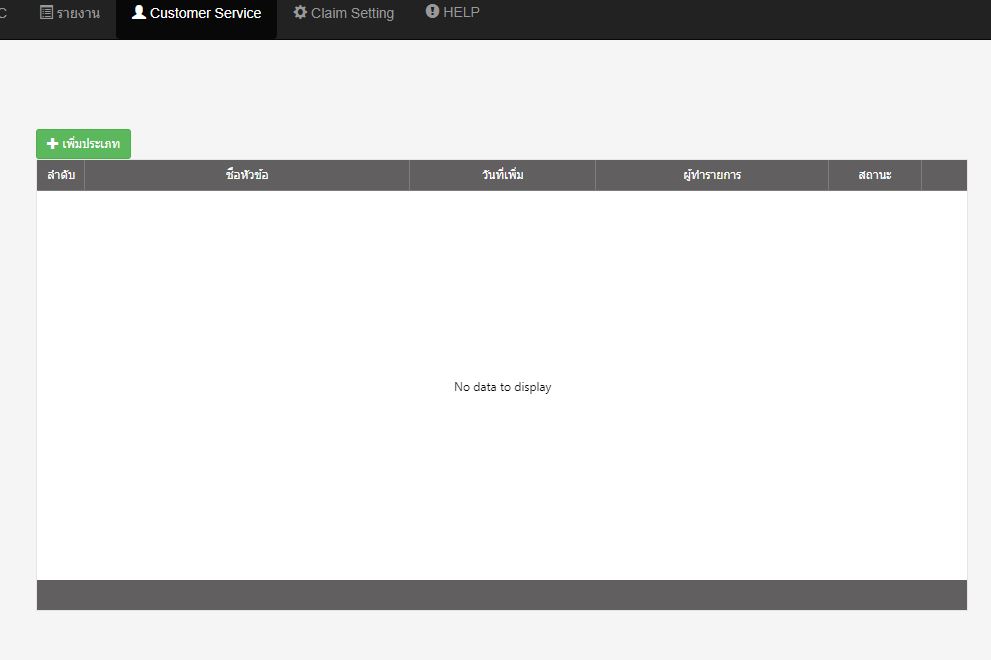 C รายงาน Customer Service Claim Setting HELP
เพิ่มประเภท
ลำดับ ชื่อหัวข้อ วันที่เพิ่ม ผู้ทำรายการ สถานะ
No data to display